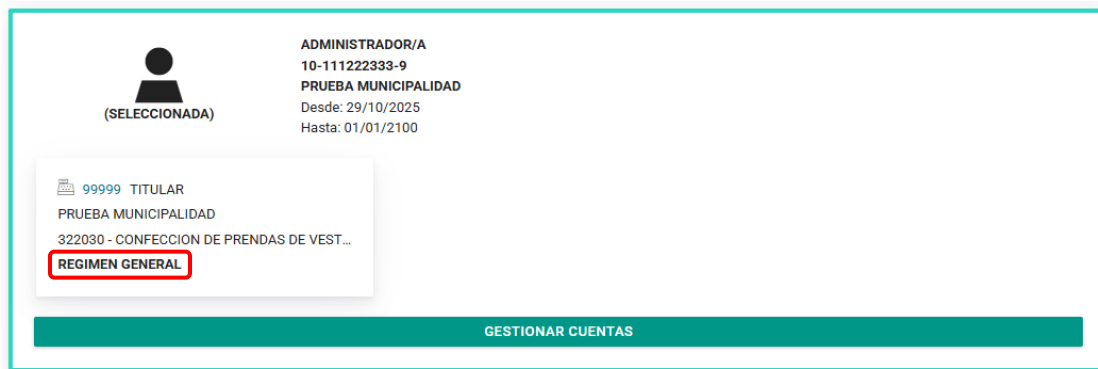 (SELECCIONADA)
ADMINISTRADOR/A
10-111222333-9
PRUEBA MUNICIPALIDAD
Desde: 29/10/2025
Hasta: 01/01/2100
99999 TITULAR
PRUEBA MUNICIPALIDAD
322030 - CONFECCION DE PRENDAS DE VEST...
REGIMEN GENERAL
GESTIONAR CUENTAS